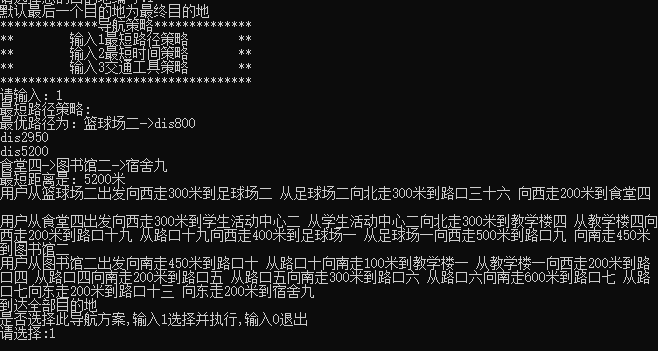 默认最后一个目的地为最终目的地
**************导航策略**************
**       输入1最短路径策略       **
**       输入2最短时间策略       **
**       输入3交通工具策略       **
************************************
请输入: 1
最短路径策略:
最优路径为: 篮球场二->dis800
dis2950
dis5200
食堂四->图书馆二->宿舍九
最短距离是: 5200米
用户从篮球场二出发向西走300米到足球场二 从足球场二向北走300米到路口三十六 向西走200米到食堂四
用户从食堂四出发向西走300米到学生活动中心二 从学生活动中心二向北走300米到教学楼四 从教学楼四向
西走200米到路口十九 从路口十九向西走400米到足球场一 从足球场一向西走500米到路口九 向南走450米
到图书馆二
用户从图书馆二出发向南走450米到路口十 从路口十向南走100米到教学楼一 从教学楼一向西走200米到路
口四 从路口四向南走200米到路口五 从路口五向南走300米到路口六 从路口六向南走600米到路口七 从路
口七向东走200米到路口十三 向东走200米到宿舍九
到达全部目的地
是否选择此导航方案,输入1选择并执行,输入0退出
请选择:1